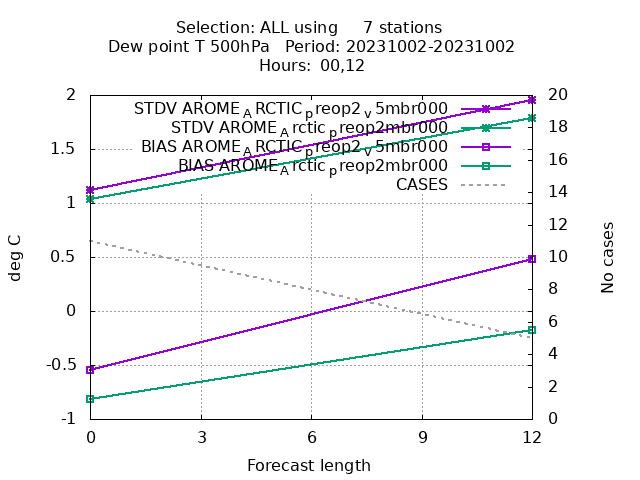 Selection: ALL using 7 stations
Dew point T 500hPa Period: 20231002-20231002
Hours: 00,12
STDV AROME_ARCTIC_preop2_v5mbr000
STDV AROME_Arctic_preop2mbr000
BIAS AROME_ARCTIC_preop2_v5mbr000
BIAS AROME_Arctic_preop2mbr000
CASES
2
1.5
1
0.5
0
-0.5
-1
deg C
20
18
16
14
12
10
8
6
4
2
0
No cases
0 3 6 9 12
Forecast length